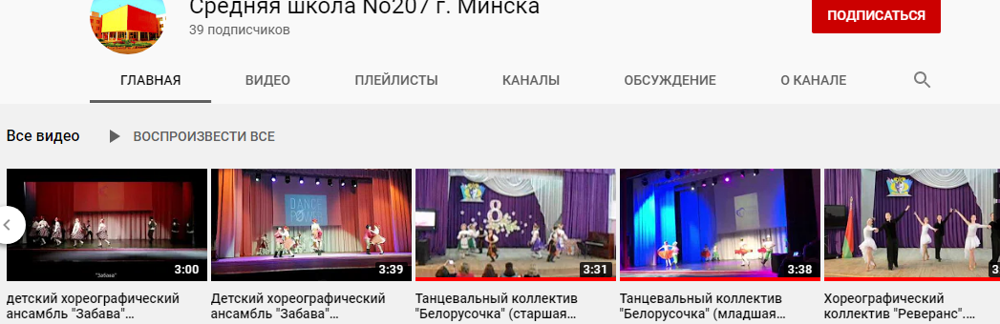 Средняя школа No207 г. Минска
39 подписчиков
ПОДПИСАТЬСЯ
ГЛАВНАЯ
ВИДЕО
ПЛЕЙЛИСТЫ
КАНАЛЫ
ОБСУЖДЕНИЕ
О КАНАЛЕ
Все видео
ВОСПРОИЗВЕСТИ ВСЕ
"Забава"
3:00
DANCE
POWE
3:39
8
3:31
3:38
3
детский хореографический
ансамбль "Забава"...
Детский хореографический
ансамбль "Забава"...
Танцевальный коллектив
"Белорусочка" (старшая...
Танцевальный коллектив
"Белорусочка" (младшая...
Хореографический
коллектив "Реверанс"....